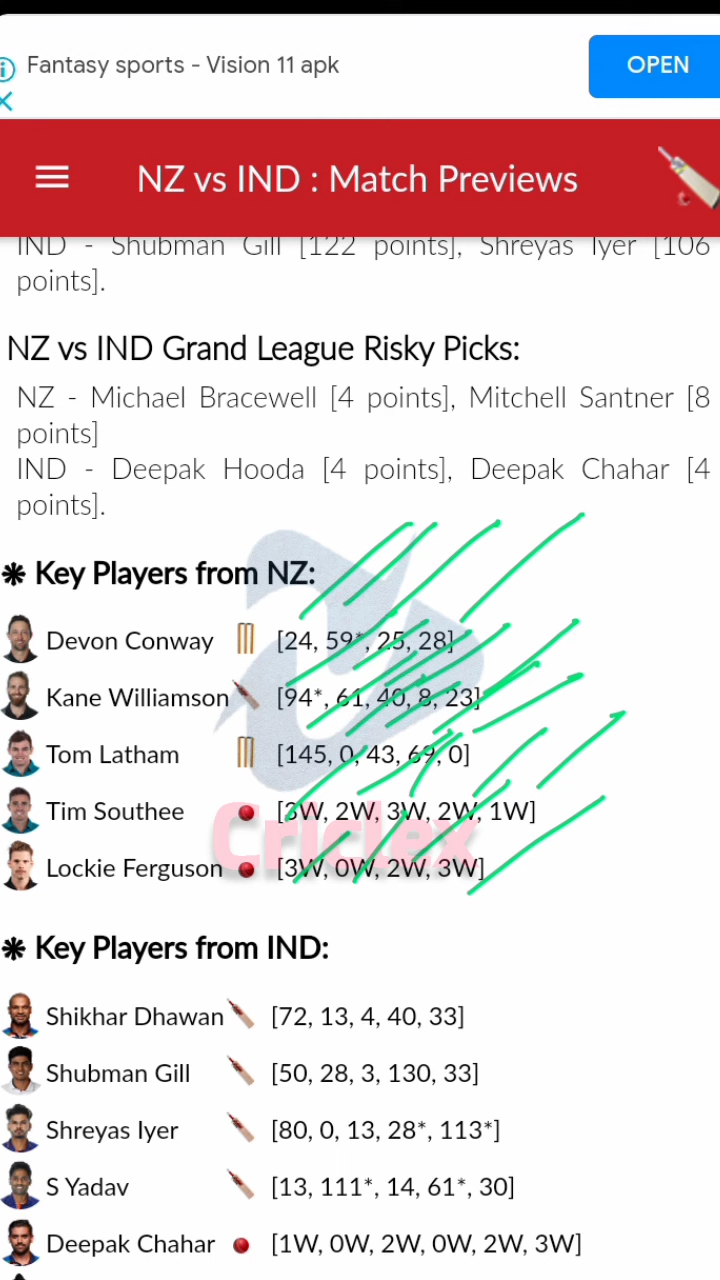 Fantasy sports - Vision 11 apk
OPEN
NZ vs IND : Match Previews
IND - Shubman Gill [122 points], Shreyas Iyer [106
points].
NZ vs IND Grand League Risky Picks:
NZ - Michael Bracewell [4 points], Mitchell Santner [8
points]
IND - Deepak Hooda [4 points], Deepak Chahar [4
points].
Key Players from NZ:
Devon Conway [24, 59*, 25, 28]
Kane Williamson [94*, 61, 40, 8, 23]
Tom Latham [145, 0, 43, 69, 0]
Tim Southee [3W, 2W, 3W, 2W, 1W]
Criclex
Lockie Ferguson [3W, 0W, 2W, 3W]
Key Players from IND:
Shikhar Dhawan [72, 13, 4, 40, 33]
Shubman Gill [50, 28, 3, 130, 33]
Shreyas Iyer [80, 0, 13, 28*, 113*]
S Yadav [13, 111*, 14, 61*, 30]
Deepak Chahar [1W, 0W, 2W, 0W, 2W, 3W]